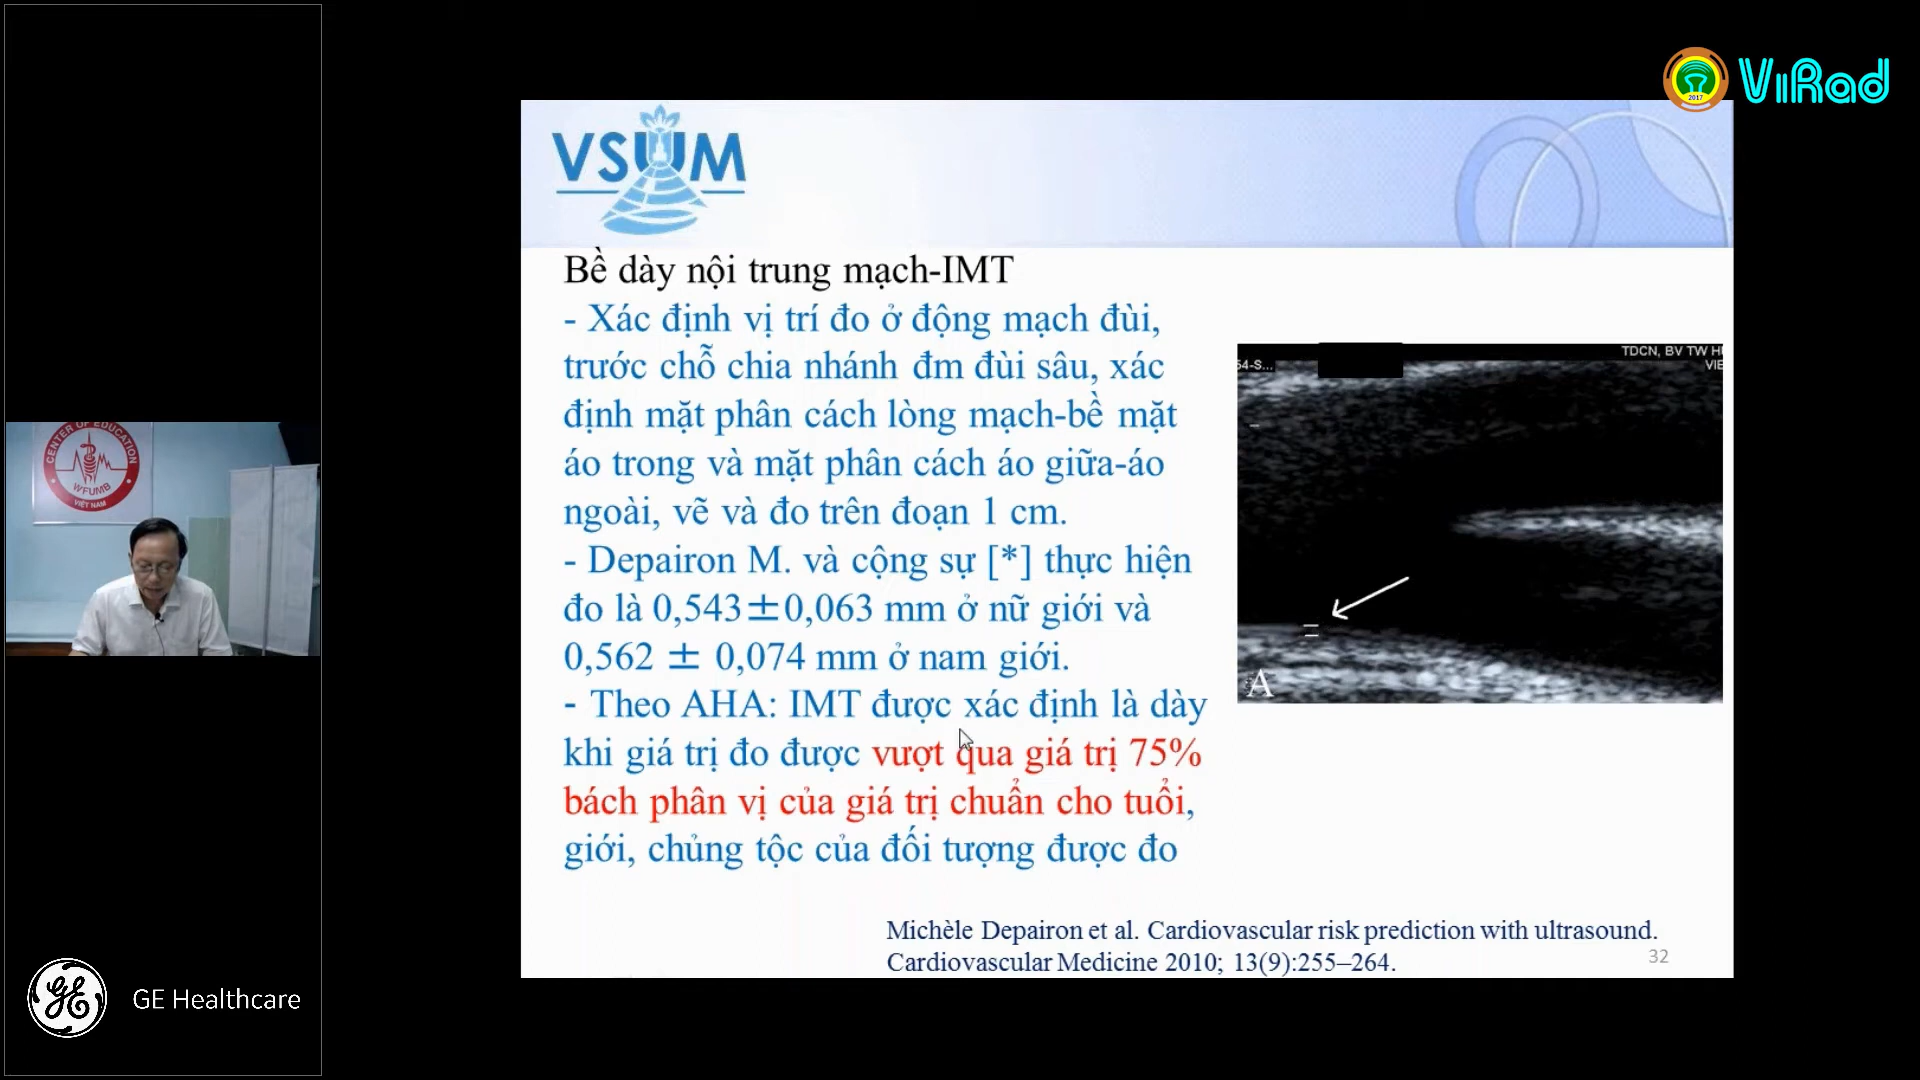 ViRad
2017
VSUM
Bề dày nội trung mạch-IMT
- Xác định vị trí đo ở động mạch đùi,
trước chỗ chia nhánh đm đùi sâu, xác
định mặt phân cách lòng mạch-bề mặt
áo trong và mặt phân cách áo giữa-áo
ngoài, vẽ và đo trên đoạn 1 cm.
- Depairon M. và cộng sự [*] thực hiện
đo là 0,543±0,063 mm ở nữ giới và
0,562 ± 0,074 mm ở nam giới.
- Theo AHA: IMT được xác định là dày
khi giá trị đo được vượt qua giá trị 75%
bách phân vị của giá trị chuẩn cho tuổi,
giới, chủng tộc của đối tượng được đo
TDCN, BV TW H
54-S...
VIE
A
Michèle Depairon et al. Cardiovascular risk prediction with ultrasound.
Cardiovascular Medicine 2010; 13(9):255–264.
32
CENTER OF EDUCATION
WFUMB
VIỆT NAM
GE Healthcare